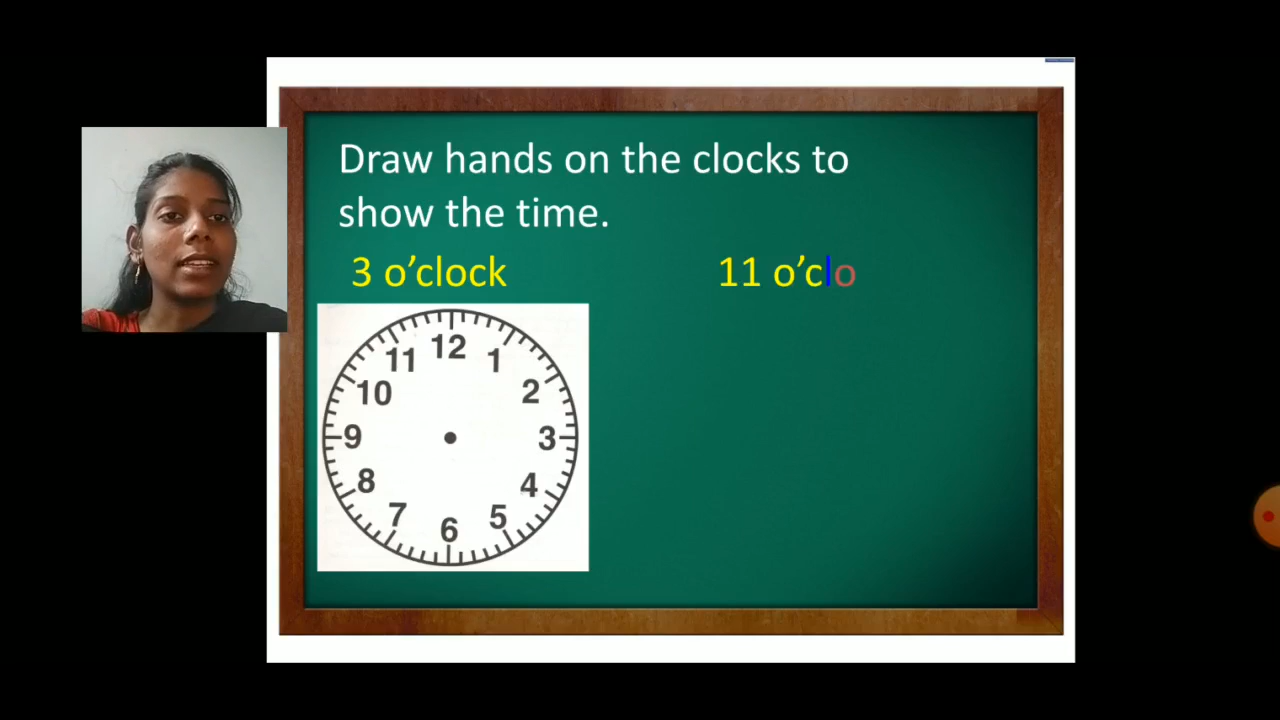 Draw hands on the clocks to
show the time.
3 o’clock 11 o’clo
12
11 1
10 2
9 3
8 4
7 5
6